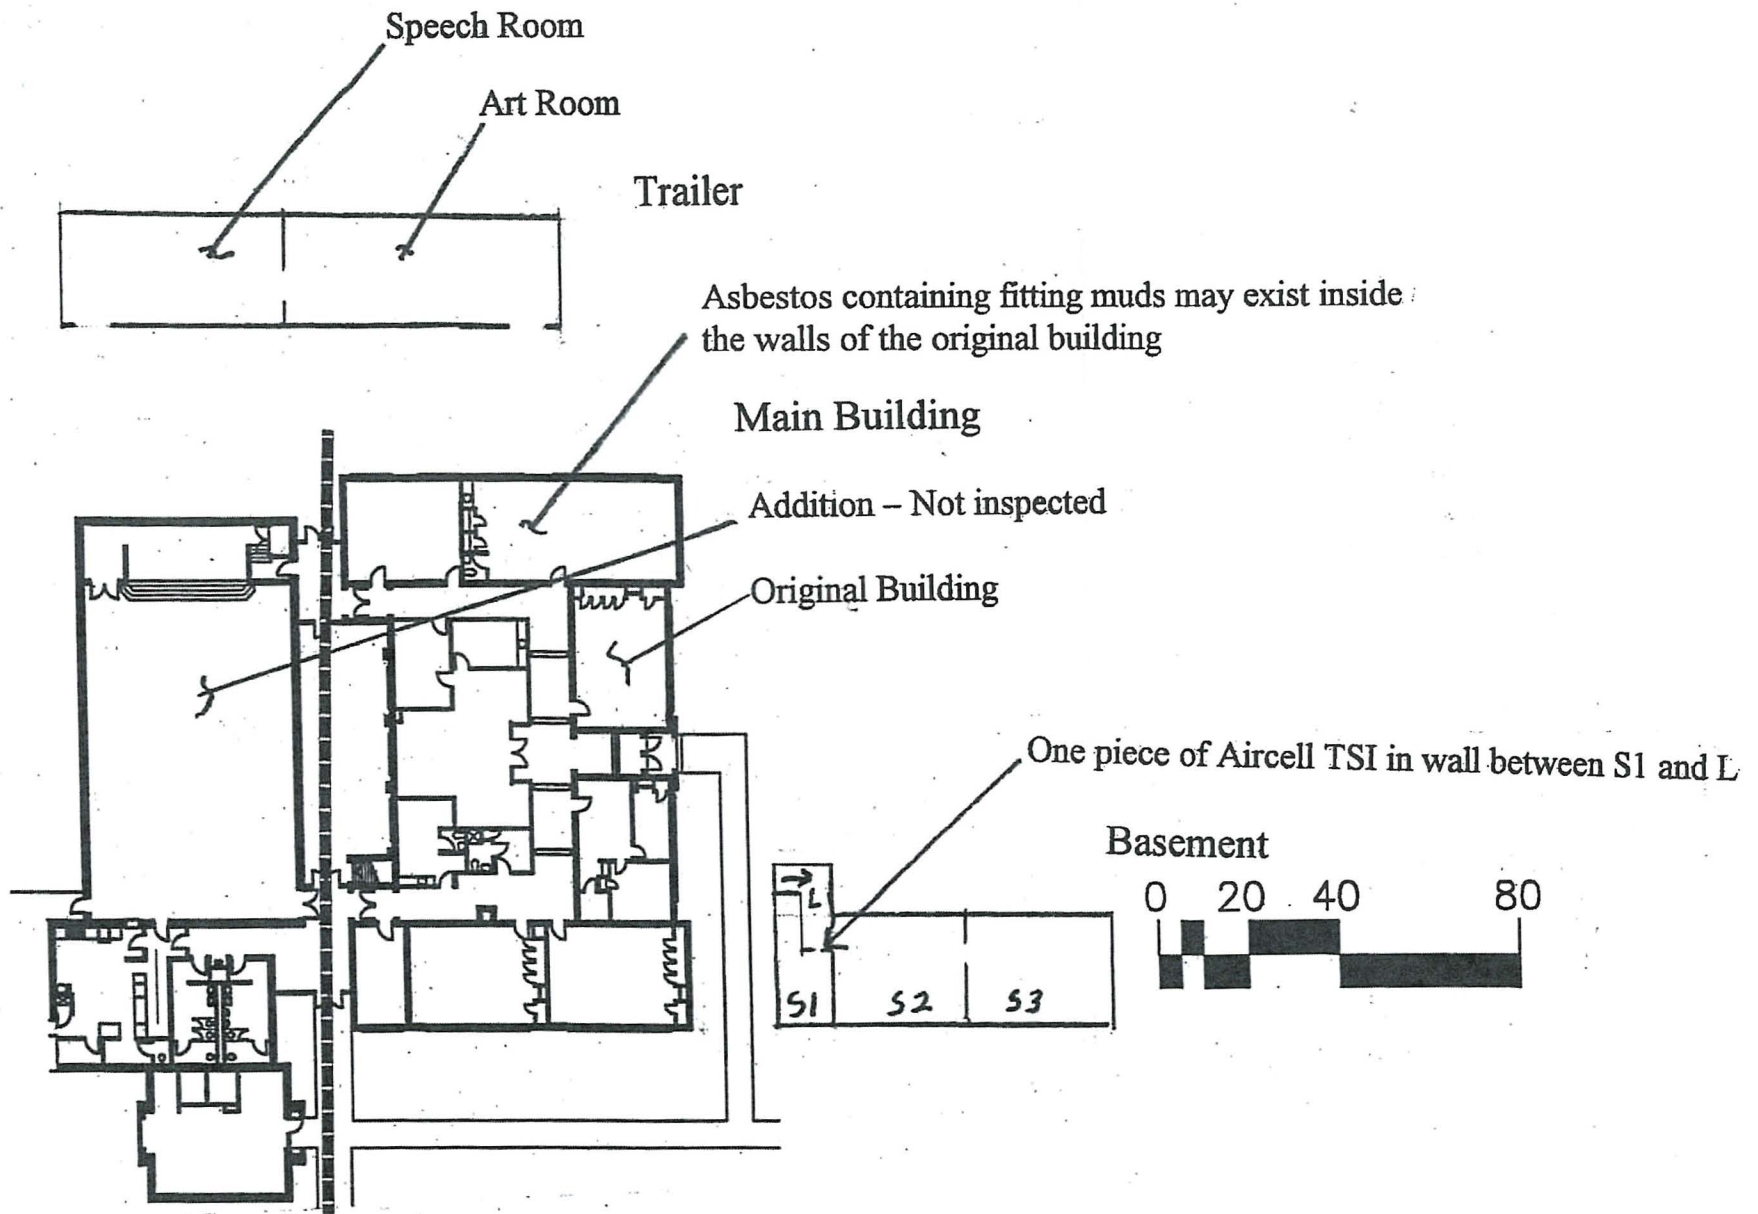 Speech Room
Art Room
Trailer
Asbestos containing fitting muds may exist inside
the walls of the original building
Main Building
Addition – Not inspected
Original Building
One piece of Aircell TSI in wall between S1 and L
Basement
0 20 40 80
L
S1 S2 S3